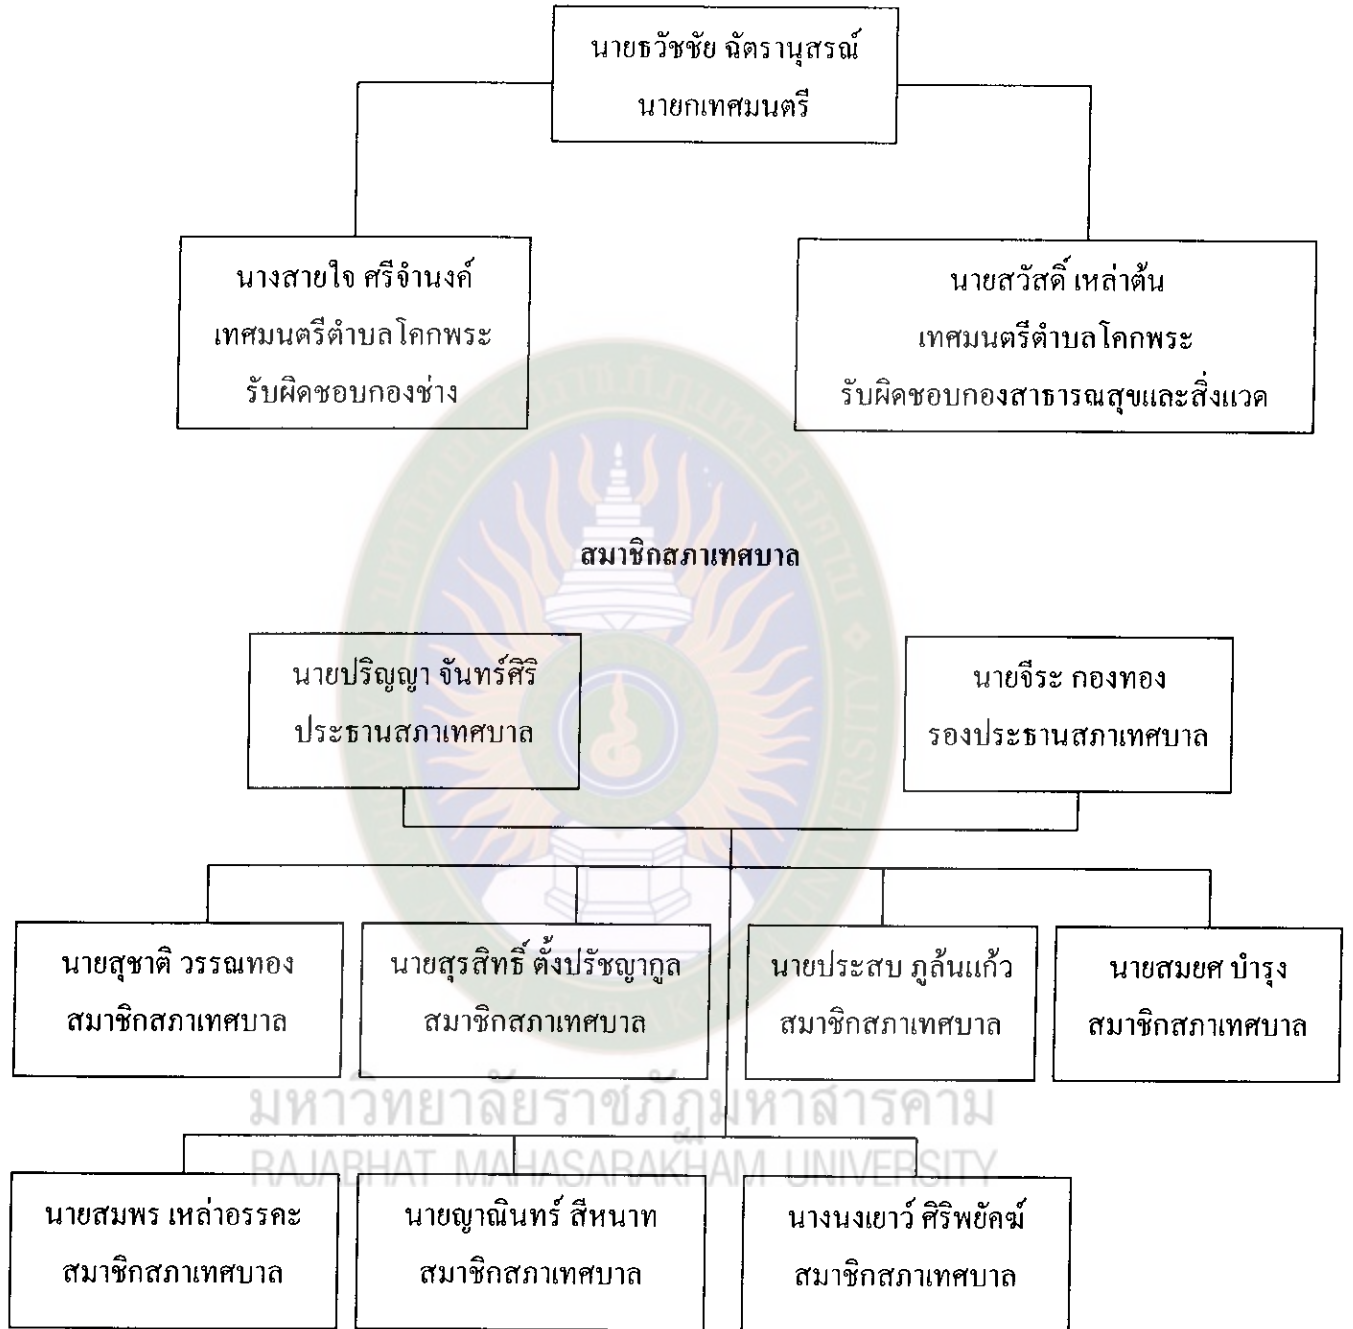 นายธวัชชัย ฉัตรานุสรณ์
นายกเทศมนตรี
นางสายใจ ศรีจำนงค์
เทศมนตรีตำบลโคกพระ
รับผิดชอบกองช่าง
นายสวัสดิ์ เหล่าต้น
เทศมนตรีตำบลโคกพระ
รับผิดชอบกองสาธารณสุขและสิ่งแวด
สมาชิกสภาเทศบาล
นายปริญญา จันทร์ศิริ
ประธานสภาเทศบาล
นายจีระ กองทอง
รองประธานสภาเทศบาล
นายสุชาติ วรรณทอง
สมาชิกสภาเทศบาล
นายสุรสิทธิ์ ตั้งปรัชญากูล
สมาชิกสภาเทศบาล
นายประสบ ภูล้นแก้ว
สมาชิกสภาเทศบาล
นายสมยศ บำรุง
สมาชิกสภาเทศบาล
มหาวิทยาลัยราชภัฏมหาสารคาม
RAJABHAT MAHASARAKHAM UNIVERSITY
นายสมพร เหล่าอรรคะ
สมาชิกสภาเทศบาล
นายญาณินทร์ สีหนาท
สมาชิกสภาเทศบาล
นางนงเยาว์ ศิริพยัคฆ์
สมาชิกสภาเทศบาล